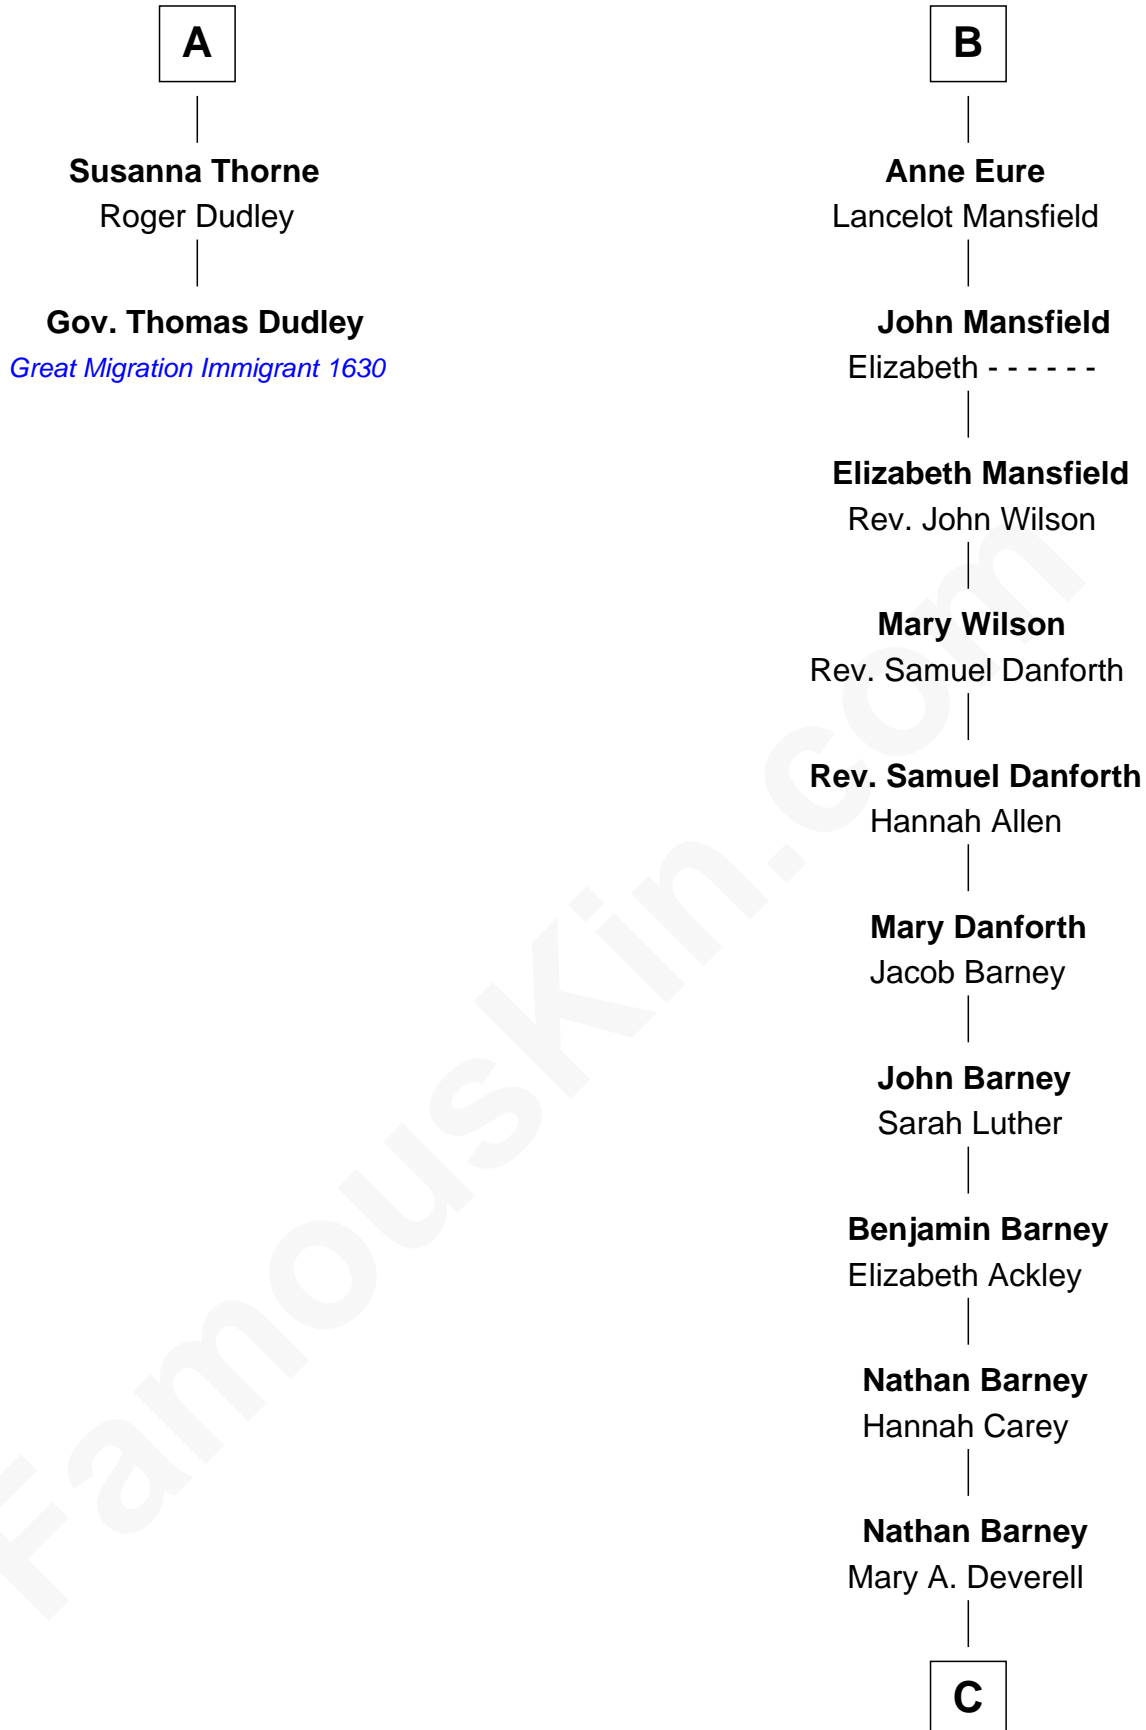 A
Susanna Thorne
Roger Dudley
Gov. Thomas Dudley
Great Migration Immigrant 1630
B
Anne Eure
Lancelot Mansfield
John Mansfield
Elizabeth - - - - - -
Elizabeth Mansfield
Rev. John Wilson
Mary Wilson
Rev. Samuel Danforth
Rev. Samuel Danforth
Hannah Allen
Mary Danforth
Jacob Barney
John Barney
Sarah Luther
Benjamin Barney
Elizabeth Ackley
Nathan Barney
Hannah Carey
Nathan Barney
Mary A. Deverell
C
FamousKin.com